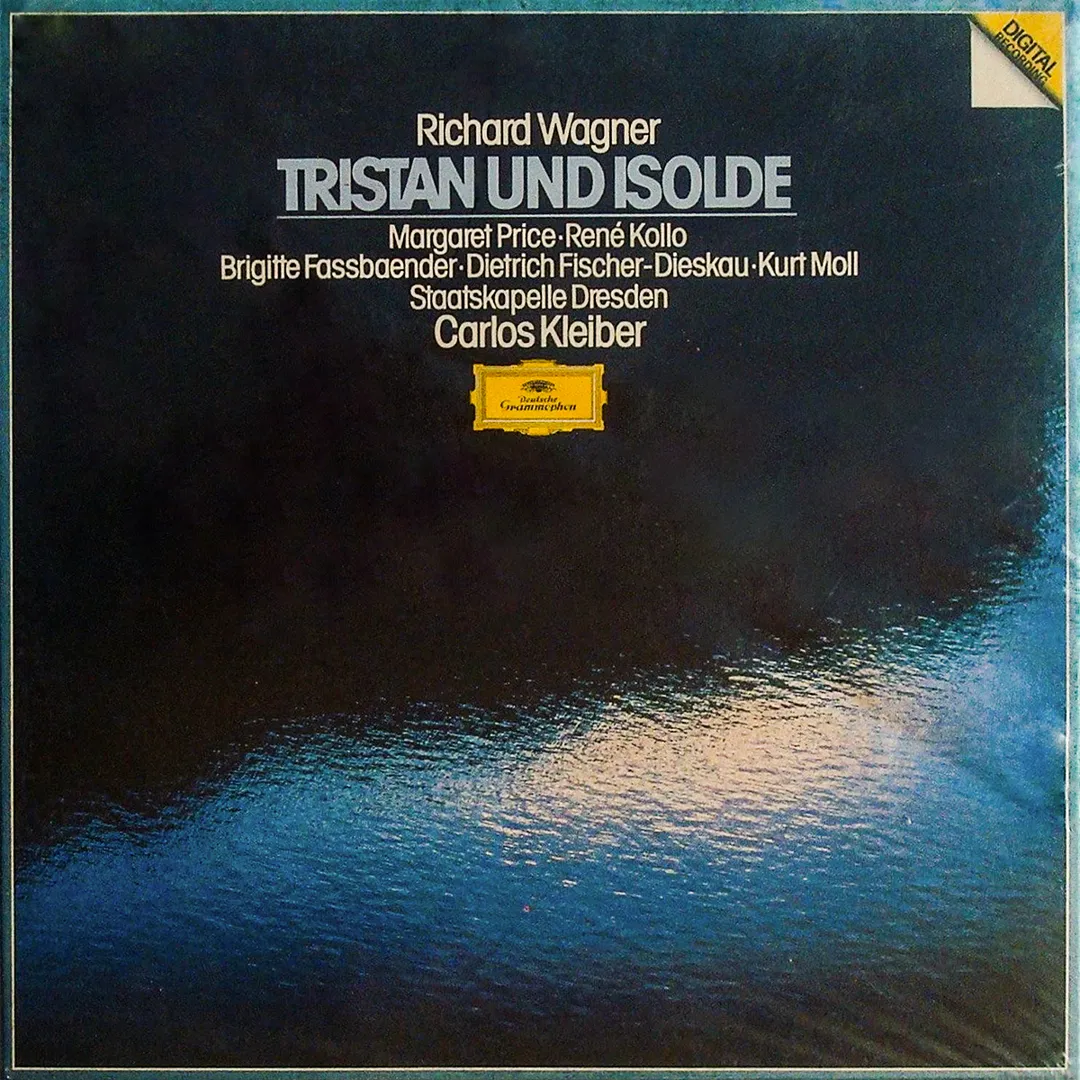 DIGITAL
RECORDING
Richard Wagner
TRISTAN UND ISOLDE
Margaret Price·René Kollo
Brigitte Fassbaender·Dietrich Fischer-Dieskau·Kurt Moll
Staatskapelle Dresden
Carlos Kleiber
Deutsche
Grammophon